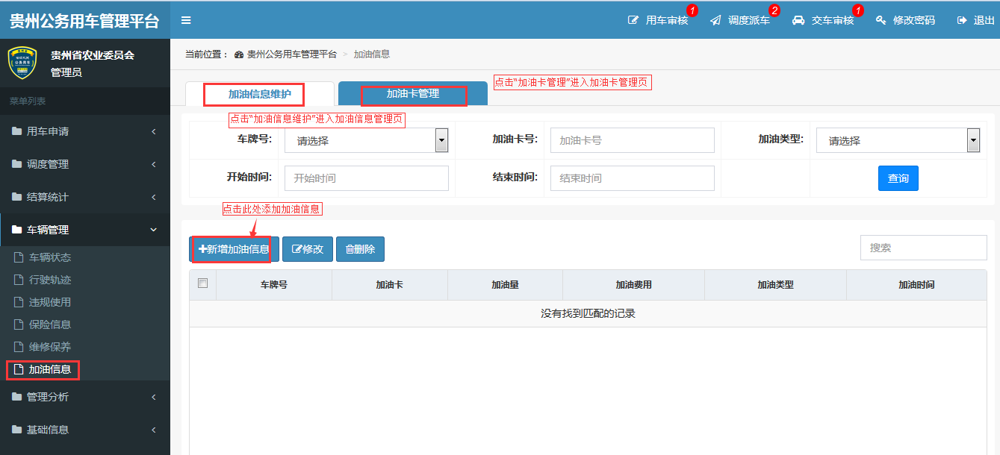 贵州公务用车管理平台
用车审核 1
调度派车 2
交车审核 1
修改密码
退出
贵州省农业委员会
管理员
当前位置： 贵州公务用车管理平台 > 加油信息
菜单列表
用车申请
调度管理
结算统计
车辆管理
车辆状态
行驶轨迹
违规使用
保险信息
维修保养
加油信息
管理分析
基础信息
加油信息维护
加油卡管理
点击“加油卡管理”进入加油卡管理页
点击“加油信息维护”进入加油信息管理页
车牌号: 请选择
加油卡号: 加油卡号
加油类型: 请选择
开始时间: 开始时间
结束时间: 结束时间
查询
点击此处添加加油信息
新增加油信息
修改
删除
搜索
车牌号 加油卡 加油量 加油费用 加油类型 加油时间
没有找到匹配的记录